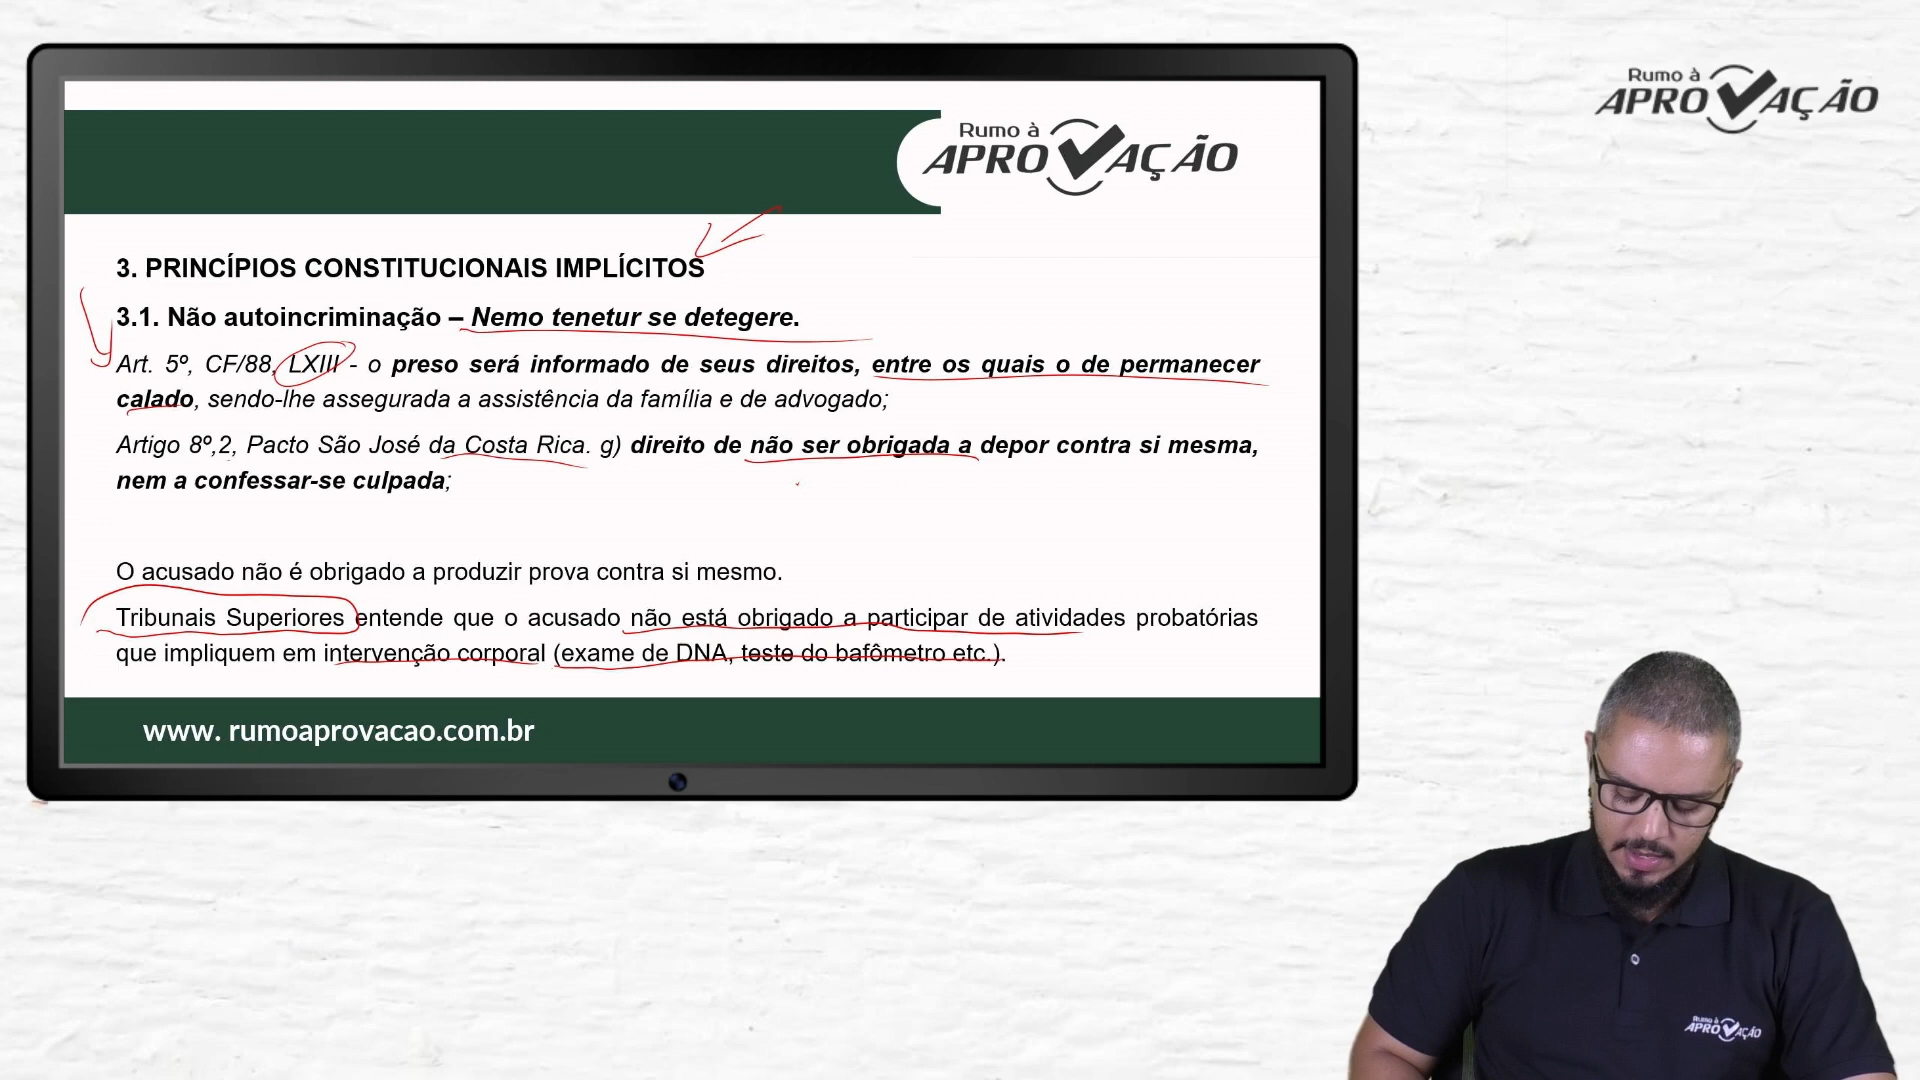 Rumo à
APROVAÇÃO
Rumo à
APROVAÇÃO
3. PRINCÍPIOS CONSTITUCIONAIS IMPLÍCITOS
3.1. Não autoincriminação – Nemo tenetur se detegere.
Art. 5º, CF/88, LXIII - o preso será informado de seus direitos, entre os quais o de permanecer
calado, sendo-lhe assegurada a assistência da família e de advogado;
Artigo 8º,2, Pacto São José da Costa Rica. g) direito de não ser obrigada a depor contra si mesma,
nem a confessar-se culpada;
O acusado não é obrigado a produzir prova contra si mesmo.
Tribunais Superiores entende que o acusado não está obrigado a participar de atividades probatórias
que impliquem em intervenção corporal (exame de DNA, teste do bafômetro etc.).
www. rumoaprovacao.com.br
Rumo à
APROVAÇÃO